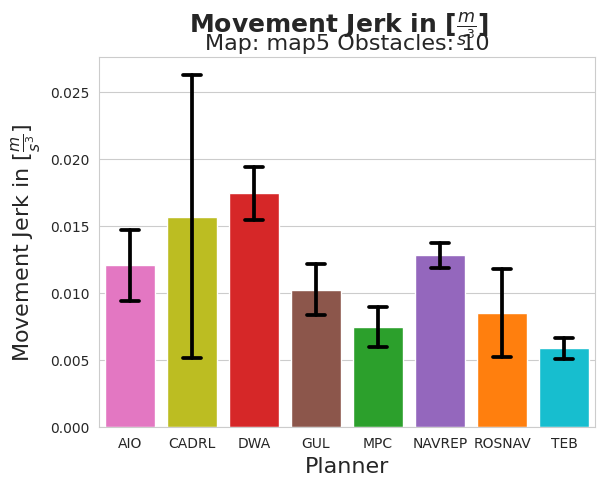 Movement Jerk in [m/s³]
Map: map5 Obstacles: 10
Movement Jerk in [m/s³]
0.025
0.020
0.015
0.010
0.005
0.000
AIO CADRL DWA GUL MPC NAVREP ROSNAV TEB
Planner